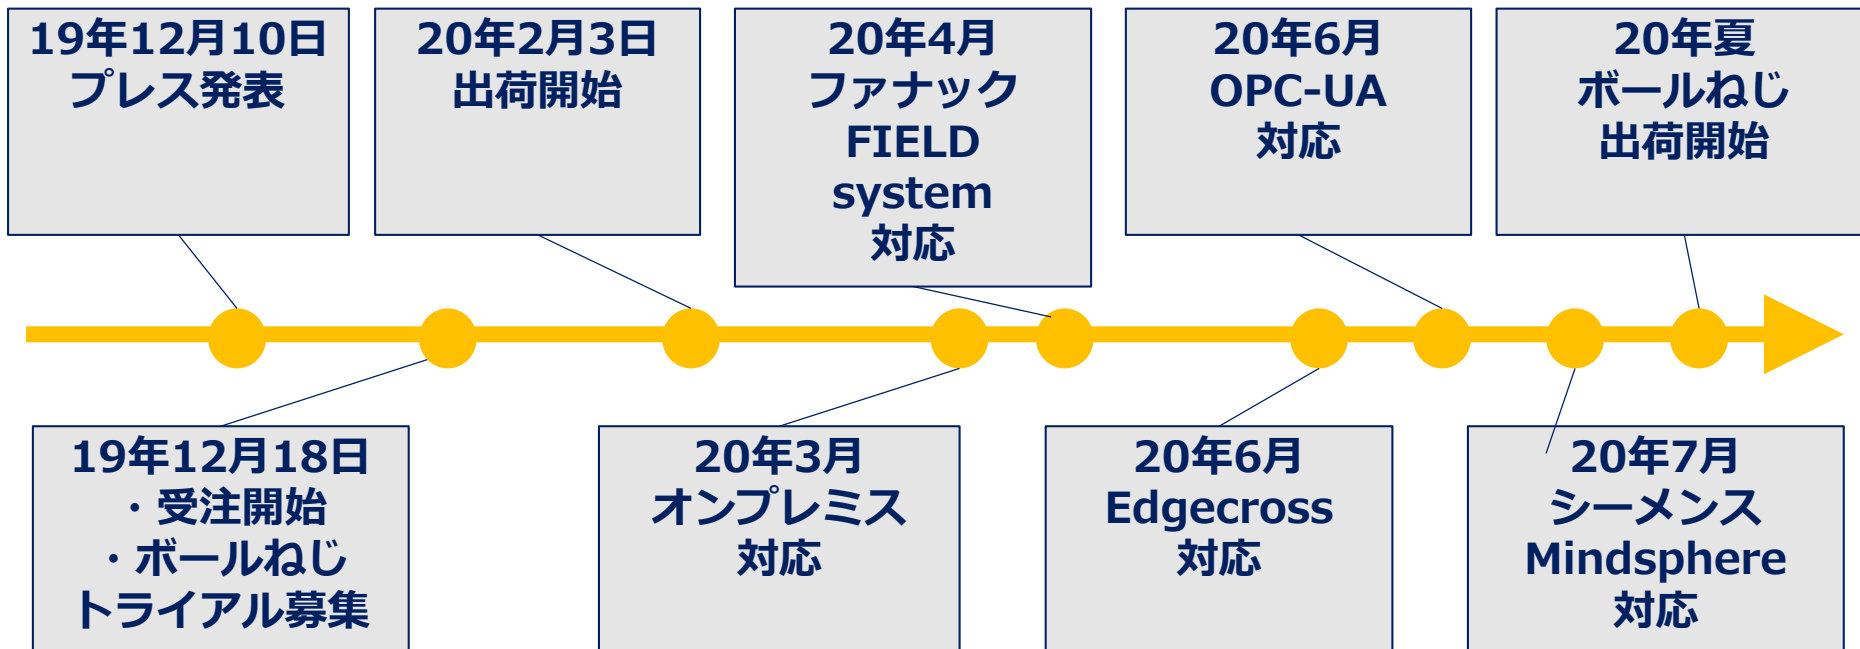 19年12月10日
プレス発表
20年2月3日
出荷開始
20年4月
ファナック
FIELD
system
対応
20年6月
OPC-UA
対応
20年夏
ボールねじ
出荷開始
19年12月18日
・受注開始
・ボールねじ
トライアル募集
20年3月
オンプレミス
対応
20年6月
Edgecross
対応
20年7月
シーメンス
Mindsphere
対応